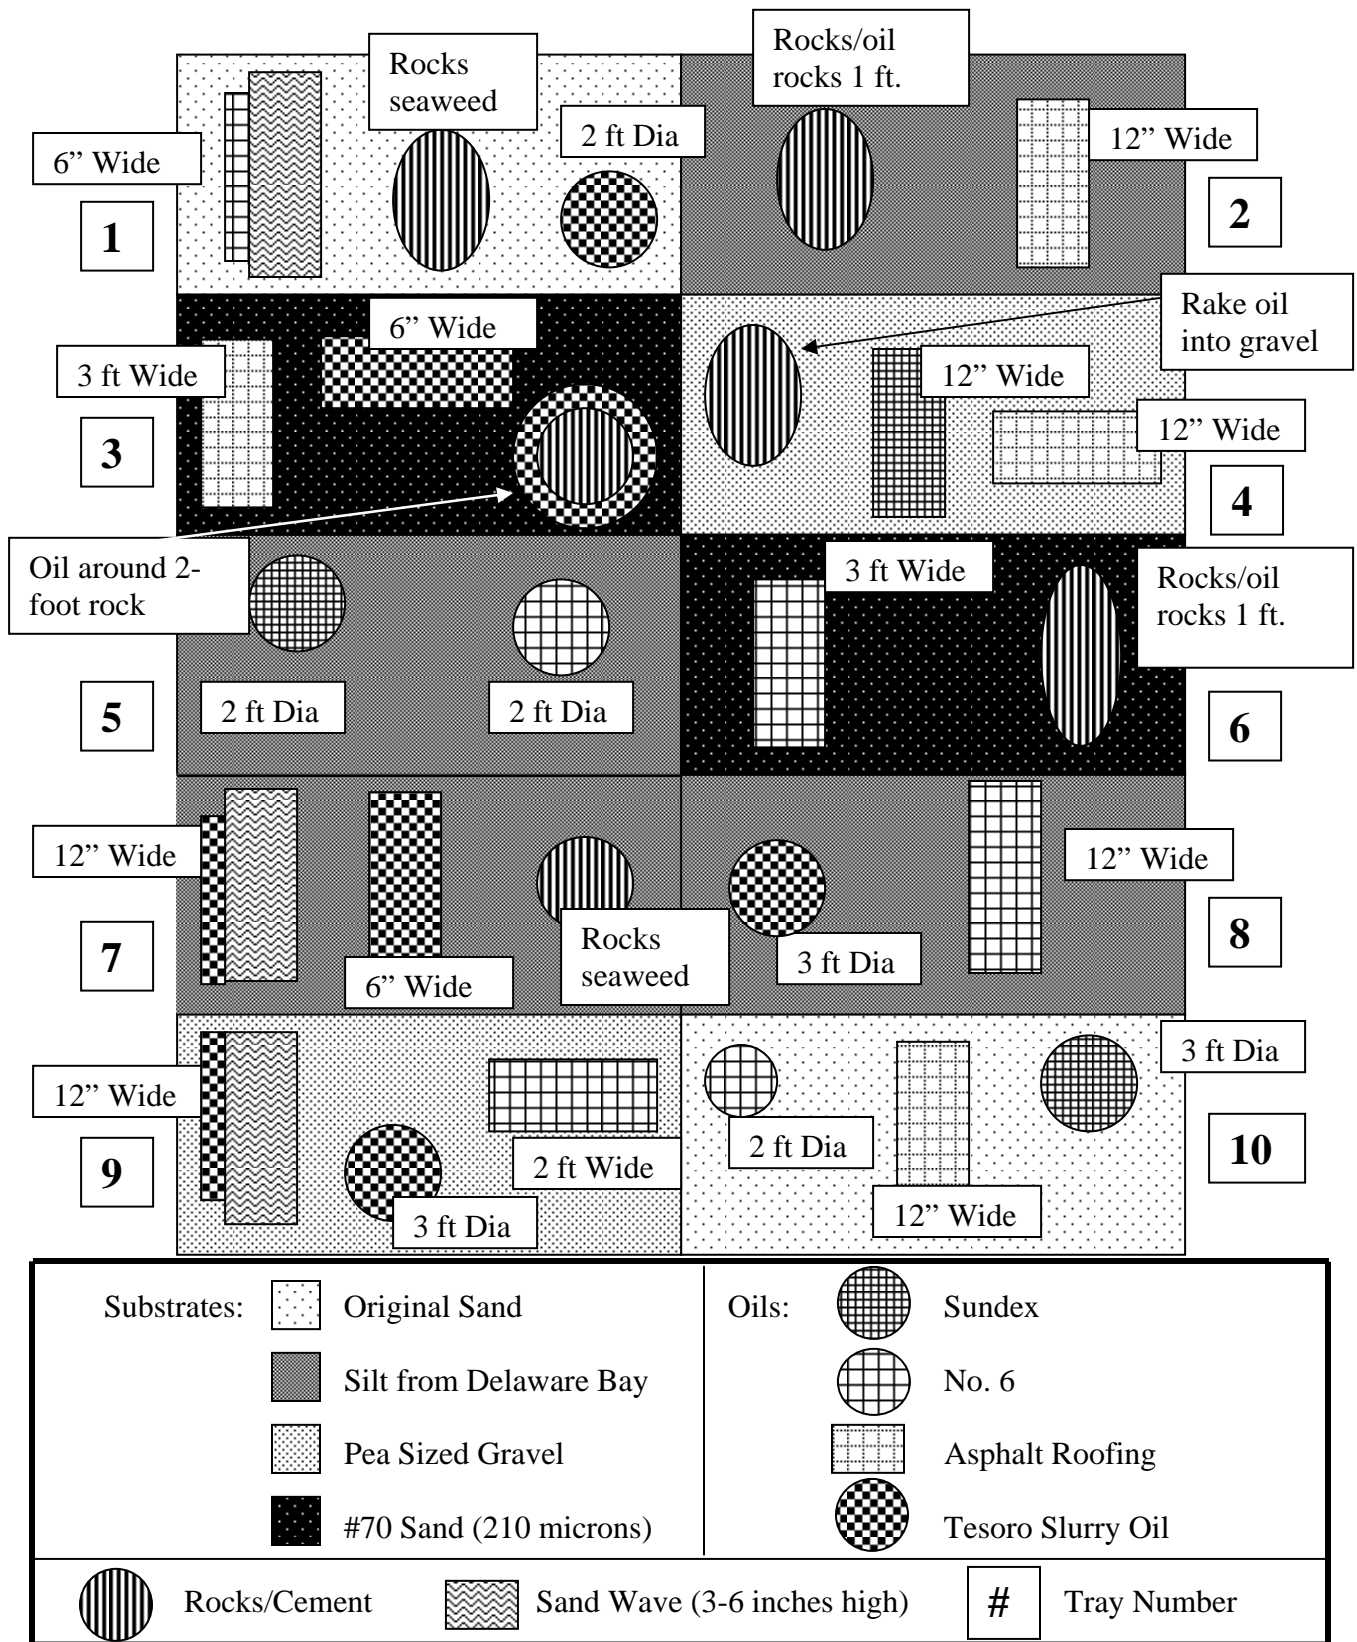 Rocks
seaweed
Rocks/oil
rocks 1 ft.
6” Wide
2 ft Dia
12” Wide
1
2
6” Wide
Rake oil
into gravel
3 ft Wide
12” Wide
12” Wide
3
4
Oil around 2-
foot rock
3 ft Wide
Rocks/oil
rocks 1 ft.
2 ft Dia
2 ft Dia
5
6
12” Wide
12” Wide
Rocks
seaweed
6” Wide
3 ft Dia
7
8
12” Wide
3 ft Dia
2 ft Dia
2 ft Wide
9
10
3 ft Dia
12” Wide
Substrates:
Original Sand
Silt from Delaware Bay
Pea Sized Gravel
#70 Sand (210 microns)
Oils:
Sundex
No. 6
Asphalt Roofing
Tesoro Slurry Oil
Rocks/Cement
Sand Wave (3-6 inches high)
#
Tray Number